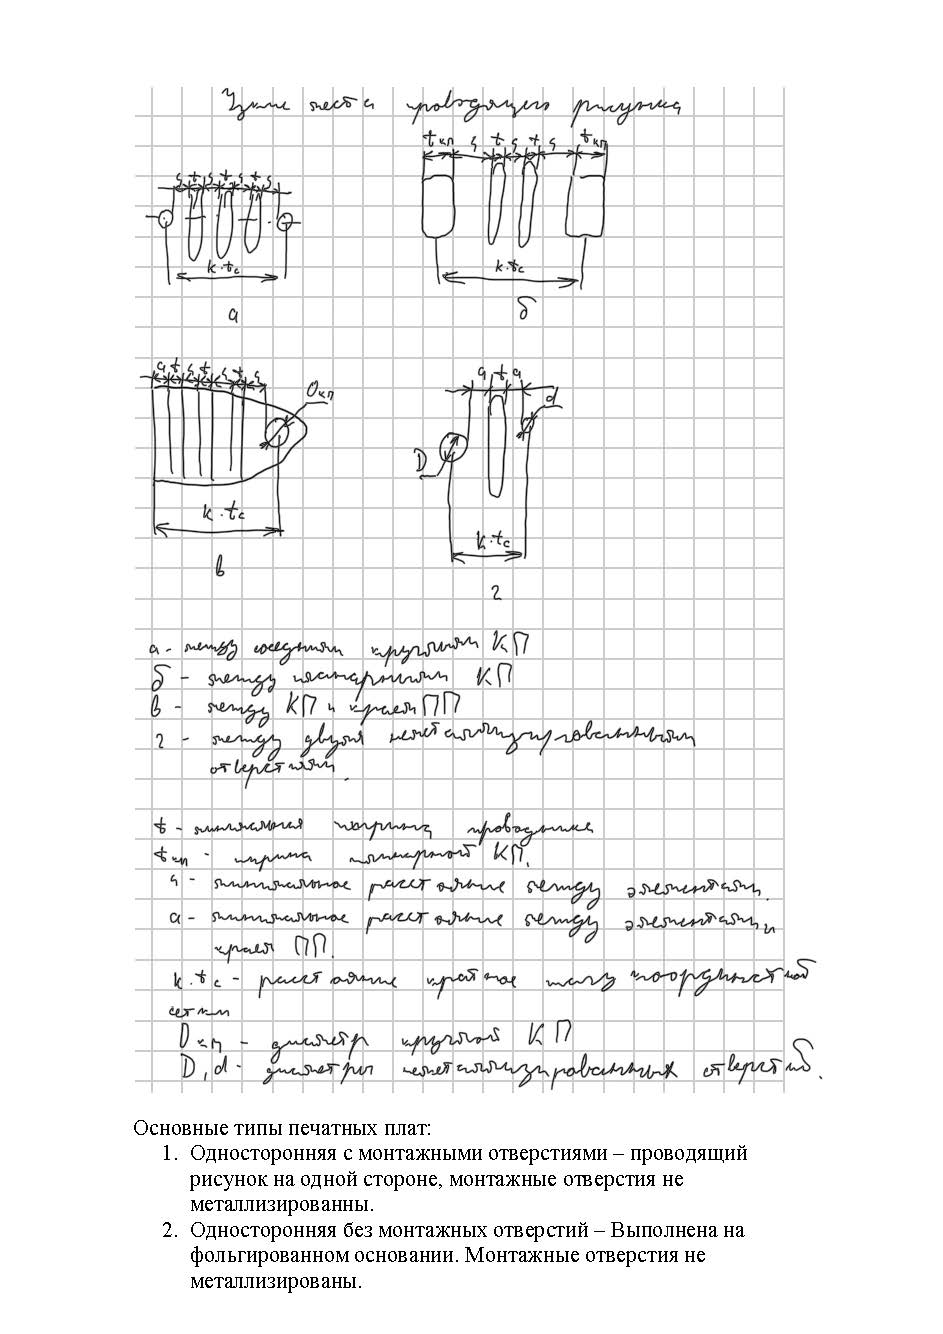 Узкие места проводящего рисунка
tкп s t s t s tкп
s t s t s t s
k·tc
k·tc
а
б
a t s t s t s
Dкп
k·tc
в
q t q
d
D
k·tc
г
а - между соседними круглыми КП
б - между планарными КП
в - между КП и краем ПП
г - между двумя неметаллизированными
отверстиями.
t - минимальная ширина проводника
tкп - ширина планарной КП.
s - минимальное расстояние между элементами.
a - минимальное расстояние между элементами и
краем ПП.
k·tc - расстояние кратное шагу координатной
сетки
Dкп - диаметр круглой КП
D, d - диаметры неметаллизированных отверстий.
Основные типы печатных плат:
1. Односторонняя с монтажными отверстиями – проводящий
рисунок на одной стороне, монтажные отверстия не
металлизированны.
2. Односторонняя без монтажных отверстий – Выполнена на
фольгированном основании. Монтажные отверстия не
металлизированы.